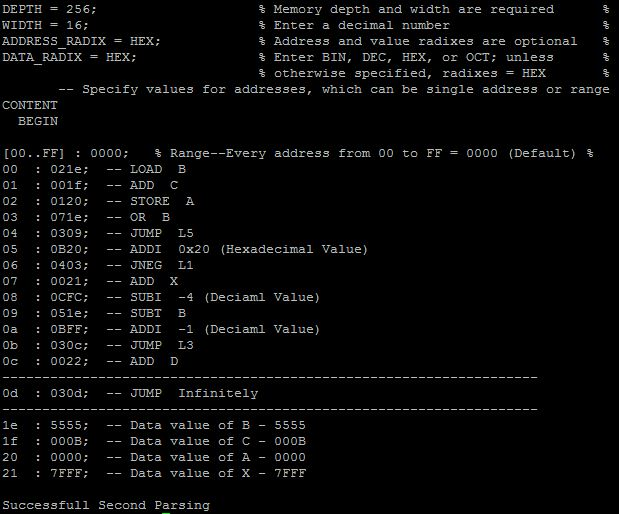 DEPTH = 256; % Memory depth and width are required %
WIDTH = 16; % Enter a decimal number %
ADDRESS_RADIX = HEX; % Address and value radixes are optional %
DATA_RADIX = HEX; % Enter BIN, DEC, HEX, or OCT; unless %
% otherwise specified, radixes = HEX %
-- Specify values for addresses, which can be single address or range
CONTENT
BEGIN
[00..FF] : 0000; % Range--Every address from 00 to FF = 0000 (Default) %
00 : 021e; -- LOAD B
01 : 001f; -- ADD C
02 : 0120; -- STORE A
03 : 071e; -- OR B
04 : 0309; -- JUMP L5
05 : 0B20; -- ADDI 0x20 (Hexadecimal Value)
06 : 0403; -- JNEG L1
07 : 0021; -- ADD X
08 : 0CFC; -- SUBI -4 (Deciaml Value)
09 : 051e; -- SUBT B
0a : 0BFF; -- ADDI -1 (Deciaml Value)
0b : 030c; -- JUMP L3
0c : 0022; -- ADD D
-------------------------------------------------------------------
0d : 030d; -- JUMP Infinitely
-------------------------------------------------------------------
1e : 5555; -- Data value of B - 5555
1f : 000B; -- Data value of C - 000B
20 : 0000; -- Data value of A - 0000
21 : 7FFF; -- Data value of X - 7FFF
Successfull Second Parsing